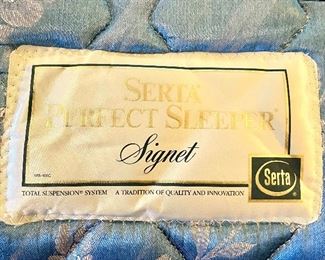 SERTA®
PERFECT SLEEPER®
Signet
Serta
TOTAL SUSPENSION® SYSTEM A TRADITION OF QUALITY AND INNOVATION